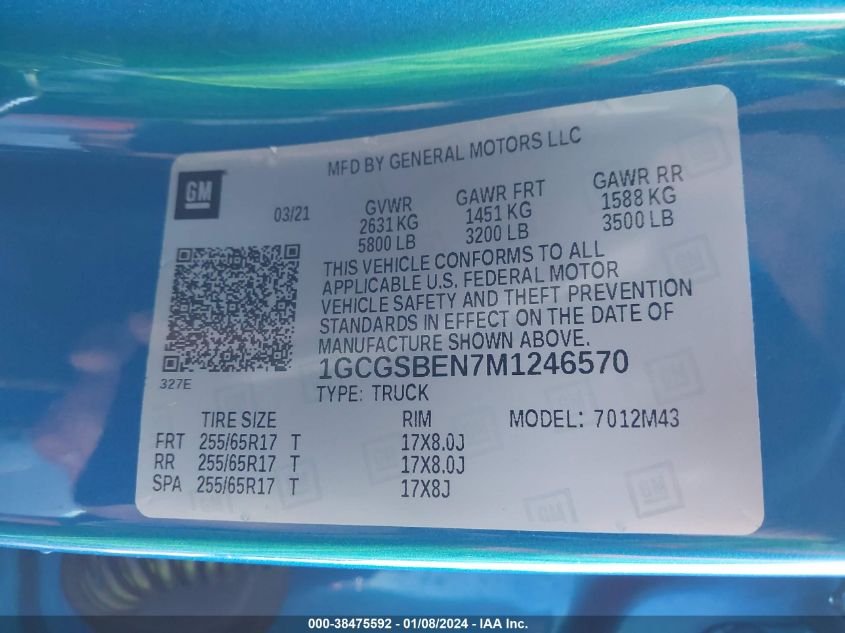 MFD BY GENERAL MOTORS LLC
GM
03/21
GVWR GAWR FRT GAWR RR
2631 KG 1451 KG 1588 KG
5800 LB 3200 LB 3500 LB
THIS VEHICLE CONFORMS TO ALL
APPLICABLE U.S. FEDERAL MOTOR
VEHICLE SAFETY AND THEFT PREVENTION
STANDARDS IN EFFECT ON THE DATE OF
MANUFACTURE SHOWN ABOVE.
327E
1GCGSBEN7M1246570
TYPE: TRUCK
TIRE SIZE RIM MODEL: 7012M43
FRT 255/65R17 T 17X8.0J
RR 255/65R17 T 17X8.0J
SPA 255/65R17 T 17X8J
GM
GM
000-38475592 - 01/08/2024 - IAA Inc.